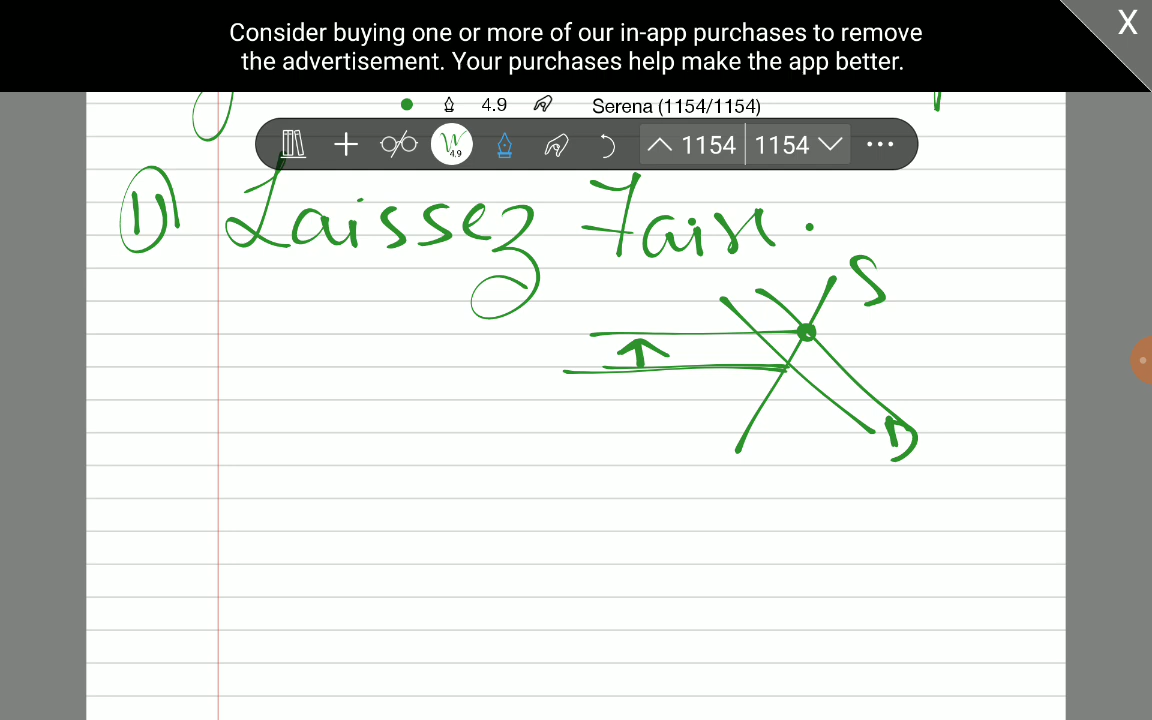 Consider buying one or more of our in-app purchases to remove
the advertisement. Your purchases help make the app better.
X
4.9 Serena (1154/1154)
W 4.9 1154 1154
1) Laissez Faire.
S
D